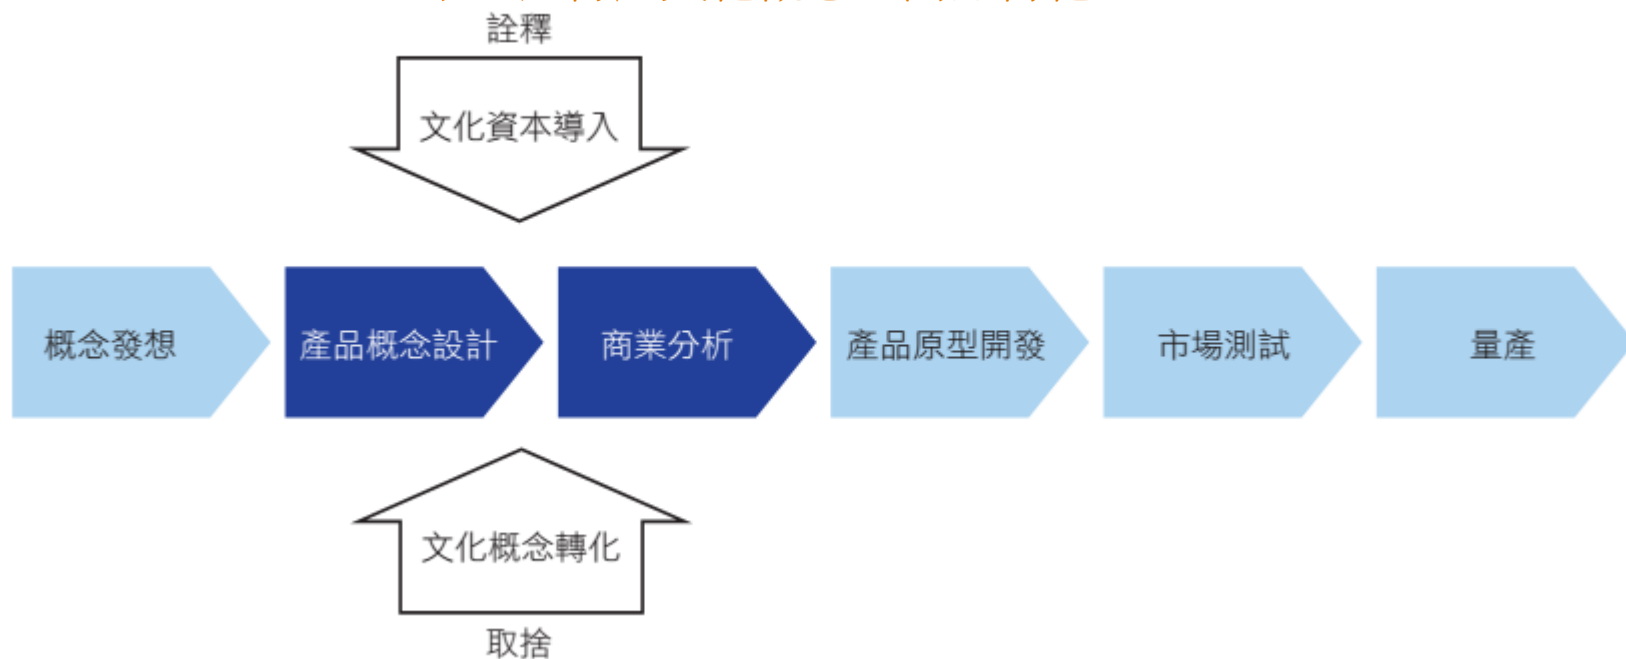 詮釋
文化資本導入
概念發想
產品概念設計
商業分析
產品原型開發
市場測試
量產
文化概念轉化
取捨